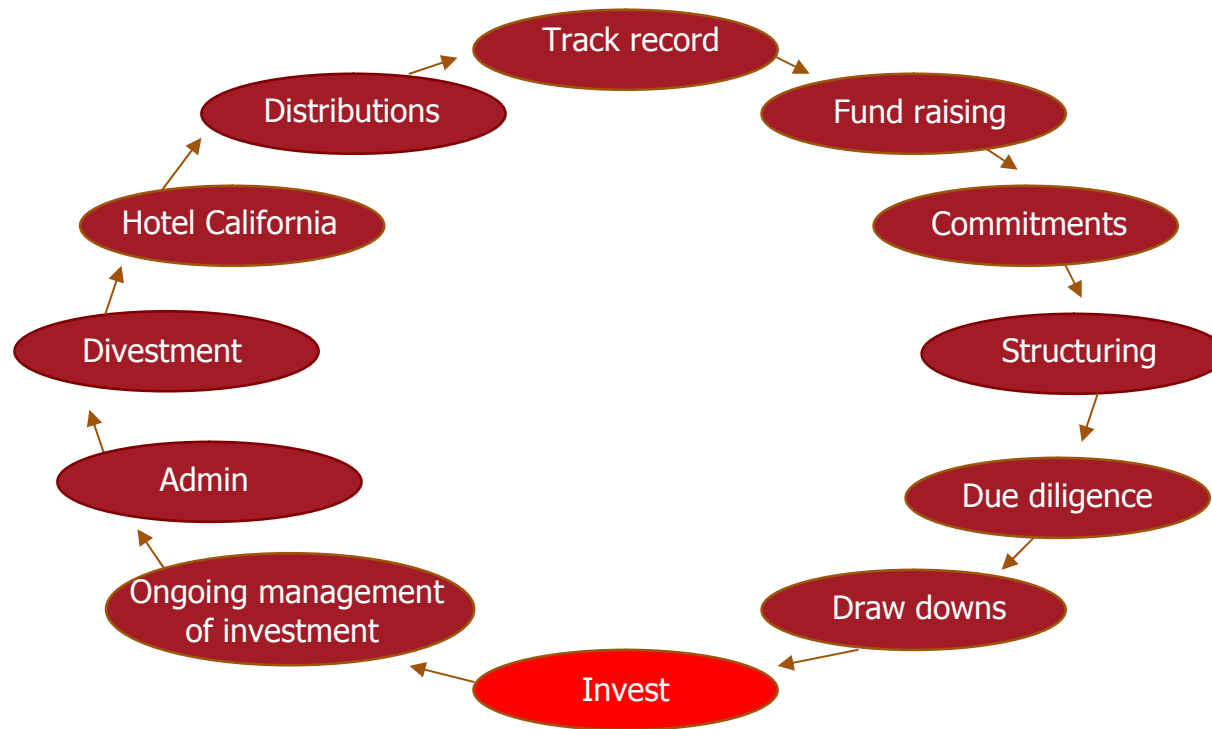 Track record
Fund raising
Commitments
Structuring
Due diligence
Draw downs
Invest
Ongoing management
of investment
Admin
Divestment
Hotel California
Distributions